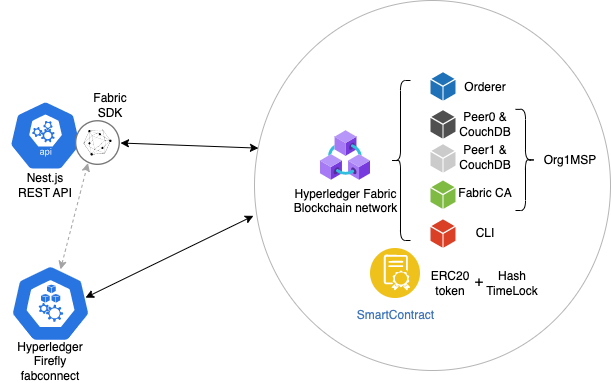 Fabric
SDK
api
Nest.js
REST API
Hyperledger
Firefly
fabconnect
Hyperledger Fabric
Blockchain network
Orderer
Peer0 &
CouchDB
Peer1 &
CouchDB
Fabric CA
CLI
Org1MSP
SmartContract
ERC20
token
+
Hash
TimeLock